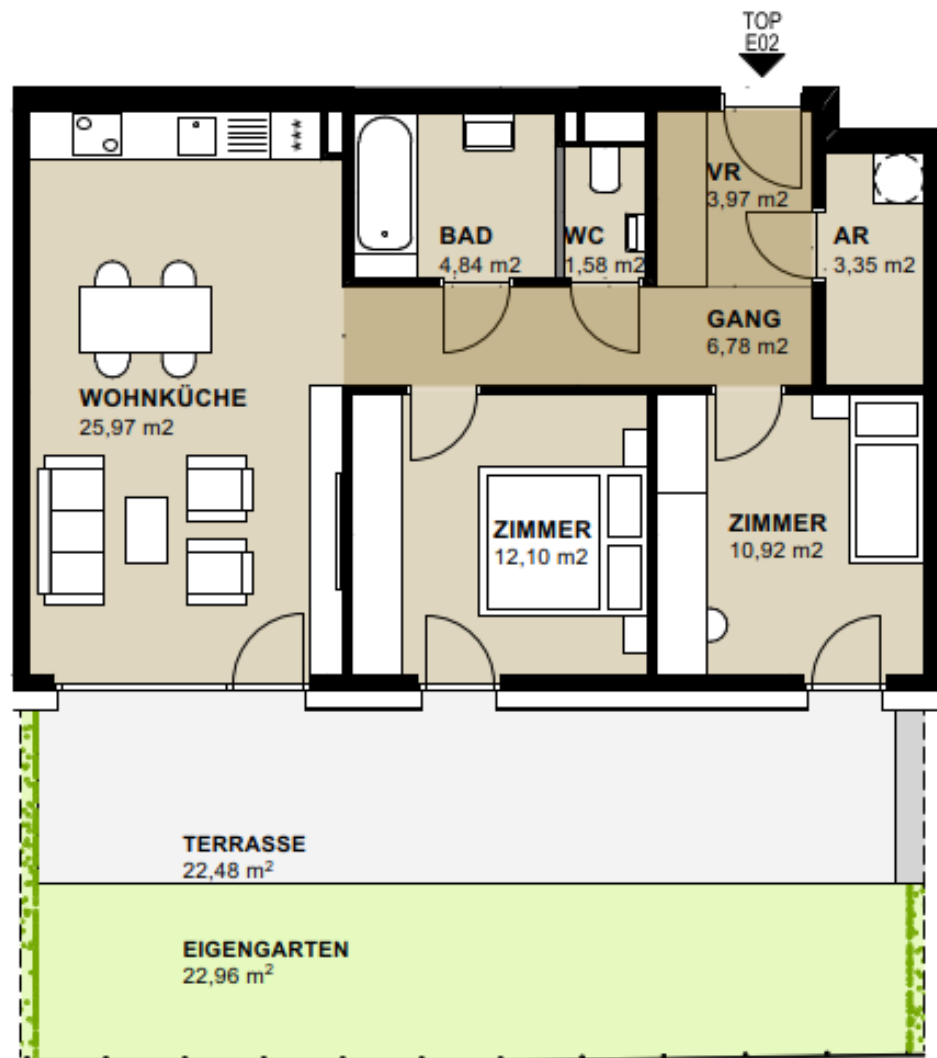 TOP
E02
VR
3,97 m2
BAD
4,84 m2
WC
1,58 m2
AR
3,35 m2
GANG
6,78 m2
WOHNKÜCHE
25,97 m2
ZIMMER
12,10 m2
ZIMMER
10,92 m2
TERRASSE
22,48 m²
EIGENGARTEN
22,96 m²